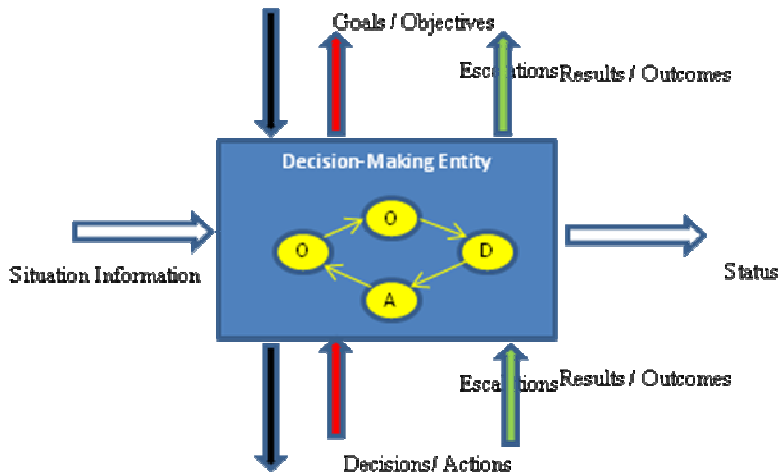 Goals / Objectives
Escalations Results / Outcomes
Decision-Making Entity
O
O
D
A
Situation Information
Status
Escalations Results / Outcomes
Decisions/ Actions